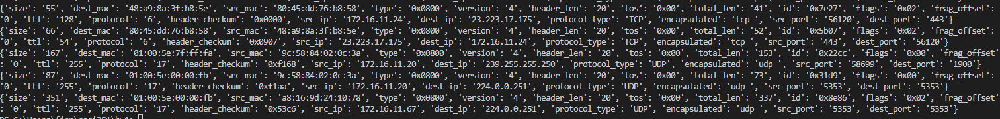 {'size': '55', 'dest_mac': '48:a9:8a:3f:b8:5e', 'src_mac': '80:45:dd:76:b8:58', 'type': '0x0800', 'version': '4', 'header_len': '20', 'tos': '0x00', 'total_len': '41', 'id': '0x7e27', 'flags': '0x02', 'frag_offset':
'0', 'ttl': '128', 'protocol': '6', 'header_checkum': '0x0000', 'src_ip': '172.16.11.24', 'dest_ip': '23.223.17.175', 'protocol_type': 'TCP', 'encapsulated': 'tcp ', 'src_port': '56120', 'dest_port': '443'}
{'size': '66', 'dest_mac': '80:45:dd:76:b8:58', 'src_mac': '48:a9:8a:3f:b8:5e', 'type': '0x0800', 'version': '4', 'header_len': '20', 'tos': '0x00', 'total_len': '52', 'id': '0x5b07', 'flags': '0x02', 'frag_offset':
'0', 'ttl': '54', 'protocol': '6', 'header_checkum': '0x0907', 'src_ip': '23.223.17.175', 'dest_ip': '172.16.11.24', 'protocol_type': 'TCP', 'encapsulated': 'tcp ', 'src_port': '443', 'dest_port': '56120'}
{'size': '167', 'dest_mac': '01:00:5e:7f:ff:fa', 'src_mac': '9c:58:84:02:0c:3a', 'type': '0x0800', 'version': '4', 'header_len': '20', 'tos': '0x00', 'total_len': '153', 'id': '0x22cc', 'flags': '0x00', 'frag_offset'
: '0', 'ttl': '255', 'protocol': '17', 'header_checkum': '0xf168', 'src_ip': '172.16.11.20', 'dest_ip': '239.255.255.250', 'protocol_type': 'UDP', 'encapsulated': 'udp ', 'src_port': '58699', 'dest_port': '1900'}
{'size': '87', 'dest_mac': '01:00:5e:00:00:fb', 'src_mac': '9c:58:84:02:0c:3a', 'type': '0x0800', 'version': '4', 'header_len': '20', 'tos': '0x00', 'total_len': '73', 'id': '0x31d9', 'flags': '0x00', 'frag_offset':
'0', 'ttl': '255', 'protocol': '17', 'header_checkum': '0xf1aa', 'src_ip': '172.16.11.20', 'dest_ip': '224.0.0.251', 'protocol_type': 'UDP', 'encapsulated': 'udp ', 'src_port': '5353', 'dest_port': '5353'}
{'size': '351', 'dest_mac': '01:00:5e:00:00:fb', 'src_mac': 'a8:16:9d:24:10:78', 'type': '0x0800', 'version': '4', 'header_len': '20', 'tos': '0x00', 'total_len': '337', 'id': '0x8e86', 'flags': '0x02', 'frag_offset'
: '0', 'ttl': '255', 'protocol': '17', 'header_checkum': '0x53c6', 'src_ip': '172.16.11.67', 'dest_ip': '224.0.0.251', 'protocol_type': 'UDP', 'encapsulated': 'udp ', 'src_port': '5353', 'dest_port': '5353'}